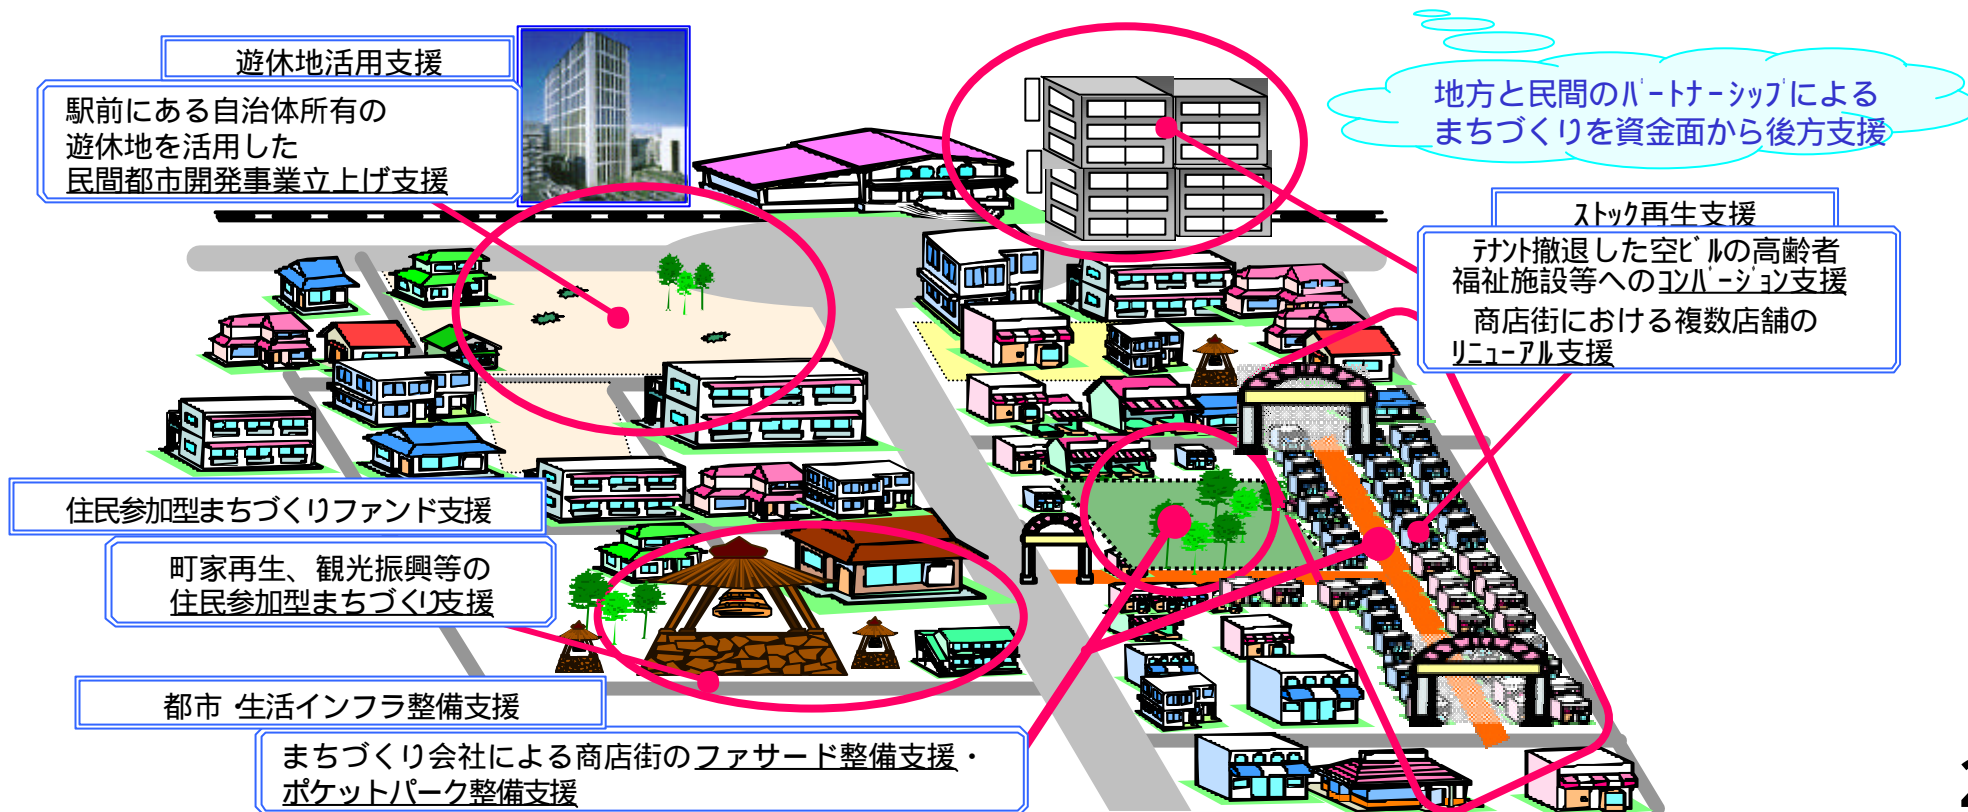 遊休地活用支援
駅前にある自治体所有の
遊休地を活用した
民間都市開発事業立上げ支援
地方と民間のﾊﾟｰﾄﾅｰｼｯﾌﾟによる
まちづくりを資金面から後方支援
ｽﾄｯｸ再生支援
ﾃﾅﾝﾄ撤退した空ﾋﾞﾙの高齢者
福祉施設等へのｺﾝﾊﾞｰｼﾞｮﾝ支援
商店街における複数店舗の
ﾘﾆｭｰｱﾙ支援
住民参加型まちづくりファンド支援
町家再生、観光振興等の
住民参加型まちづくり支援
都市・生活インフラ整備支援
まちづくり会社による商店街のファサード整備支援・
ポケットパーク整備支援